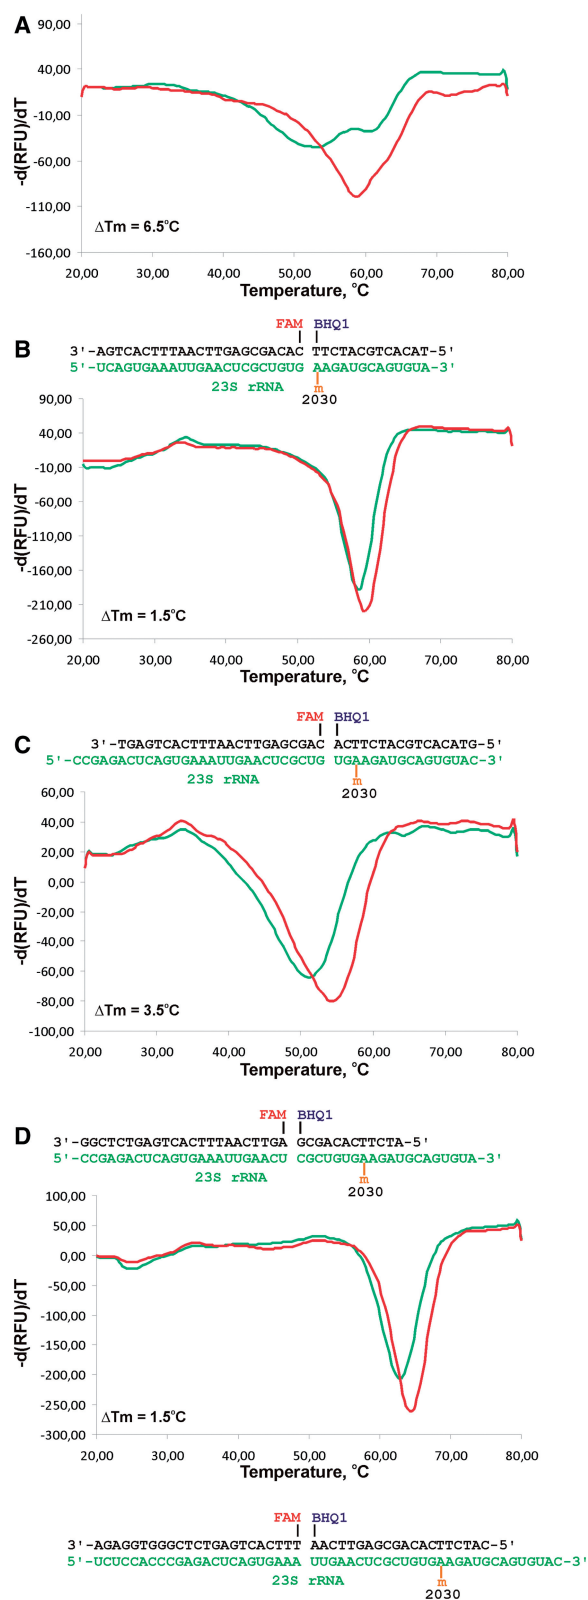 A
90,00
40,00
-10,00
-60,00
-110,00
-160,00
-d(RFU)/dT
ΔTm = 6.5°C
20,00 30,00 40,00 50,00 60,00 70,00 80,00
Temperature, °C
FAM BHQ1
3'-AGTCACTTTAACTTGAGCGACAC TTCTACGTCACAT-5'
5'-UCAGUGAAAUUGAACUCGCUGUG AAGAUGCAGUGUA-3'
23S rRNA m
2030
B
90,00
40,00
-10,00
-60,00
-110,00
-160,00
-210,00
-260,00
-d(RFU)/dT
ΔTm = 1.5°C
20,00 30,00 40,00 50,00 60,00 70,00 80,00
Temperature, °C
FAM BHQ1
3'-TGAGTCACTTTAACTTGAGCGAC ACTTCTACGTCACATG-5'
5'-CCGAGACUCAGUGAAAUUGAACUCGCUG UGAAGAUGCAGUGUAC-3'
23S rRNA m
2030
C
60,00
40,00
20,00
0,00
-20,00
-40,00
-60,00
-80,00
-100,00
-d(RFU)/dT
ΔTm = 3.5°C
20,00 30,00 40,00 50,00 60,00 70,00 80,00
Temperature, °C
FAM BHQ1
3'-GGCTCTGAGTCACTTTAACTTGA GCGACACTTCTA-5'
5'-CCGAGACUCAGUGAAAUUGAACU CGCUGUGAAGAUGCAGUGUA-3'
23S rRNA m
2030
D
100,00
50,00
0,00
-50,00
-100,00
-150,00
-200,00
-250,00
-300,00
-d(RFU)/dT
ΔTm = 1.5°C
20,00 30,00 40,00 50,00 60,00 70,00 80,00
Temperature, °C
FAM BHQ1
3'-AGAGGTGGGCTCTGAGTCACTTT AACTTGAGCGACACTTCTAC-5'
5'-UCUCCACCCGAGACUCAGUGAAA UUGAACUCGCUGUGAAGAUGCAGUGUAC-3'
23S rRNA m
2030